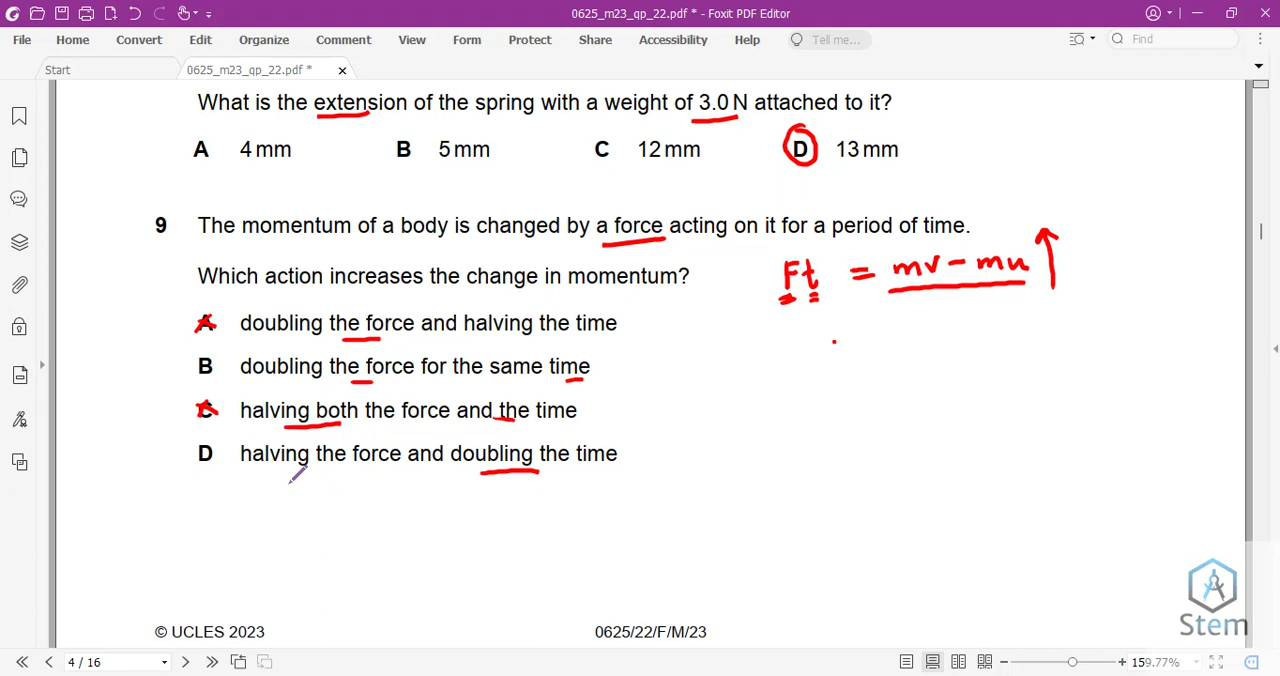 0625_m23_qp_22.pdf * - Foxit PDF Editor
File Home Convert Edit Organize Comment View Form Protect Share Accessibility Help Tell me... Find
Start 0625_m23_qp_22.pdf *
What is the extension of the spring with a weight of 3.0 N attached to it?
A 4 mm B 5 mm C 12 mm D 13 mm
9 The momentum of a body is changed by a force acting on it for a period of time.
Which action increases the change in momentum?
Ft = mv - mu
A doubling the force and halving the time
B doubling the force for the same time
C halving both the force and the time
D halving the force and doubling the time
Stem
© UCLES 2023 0625/22/F/M/23
4 / 16 159.77%